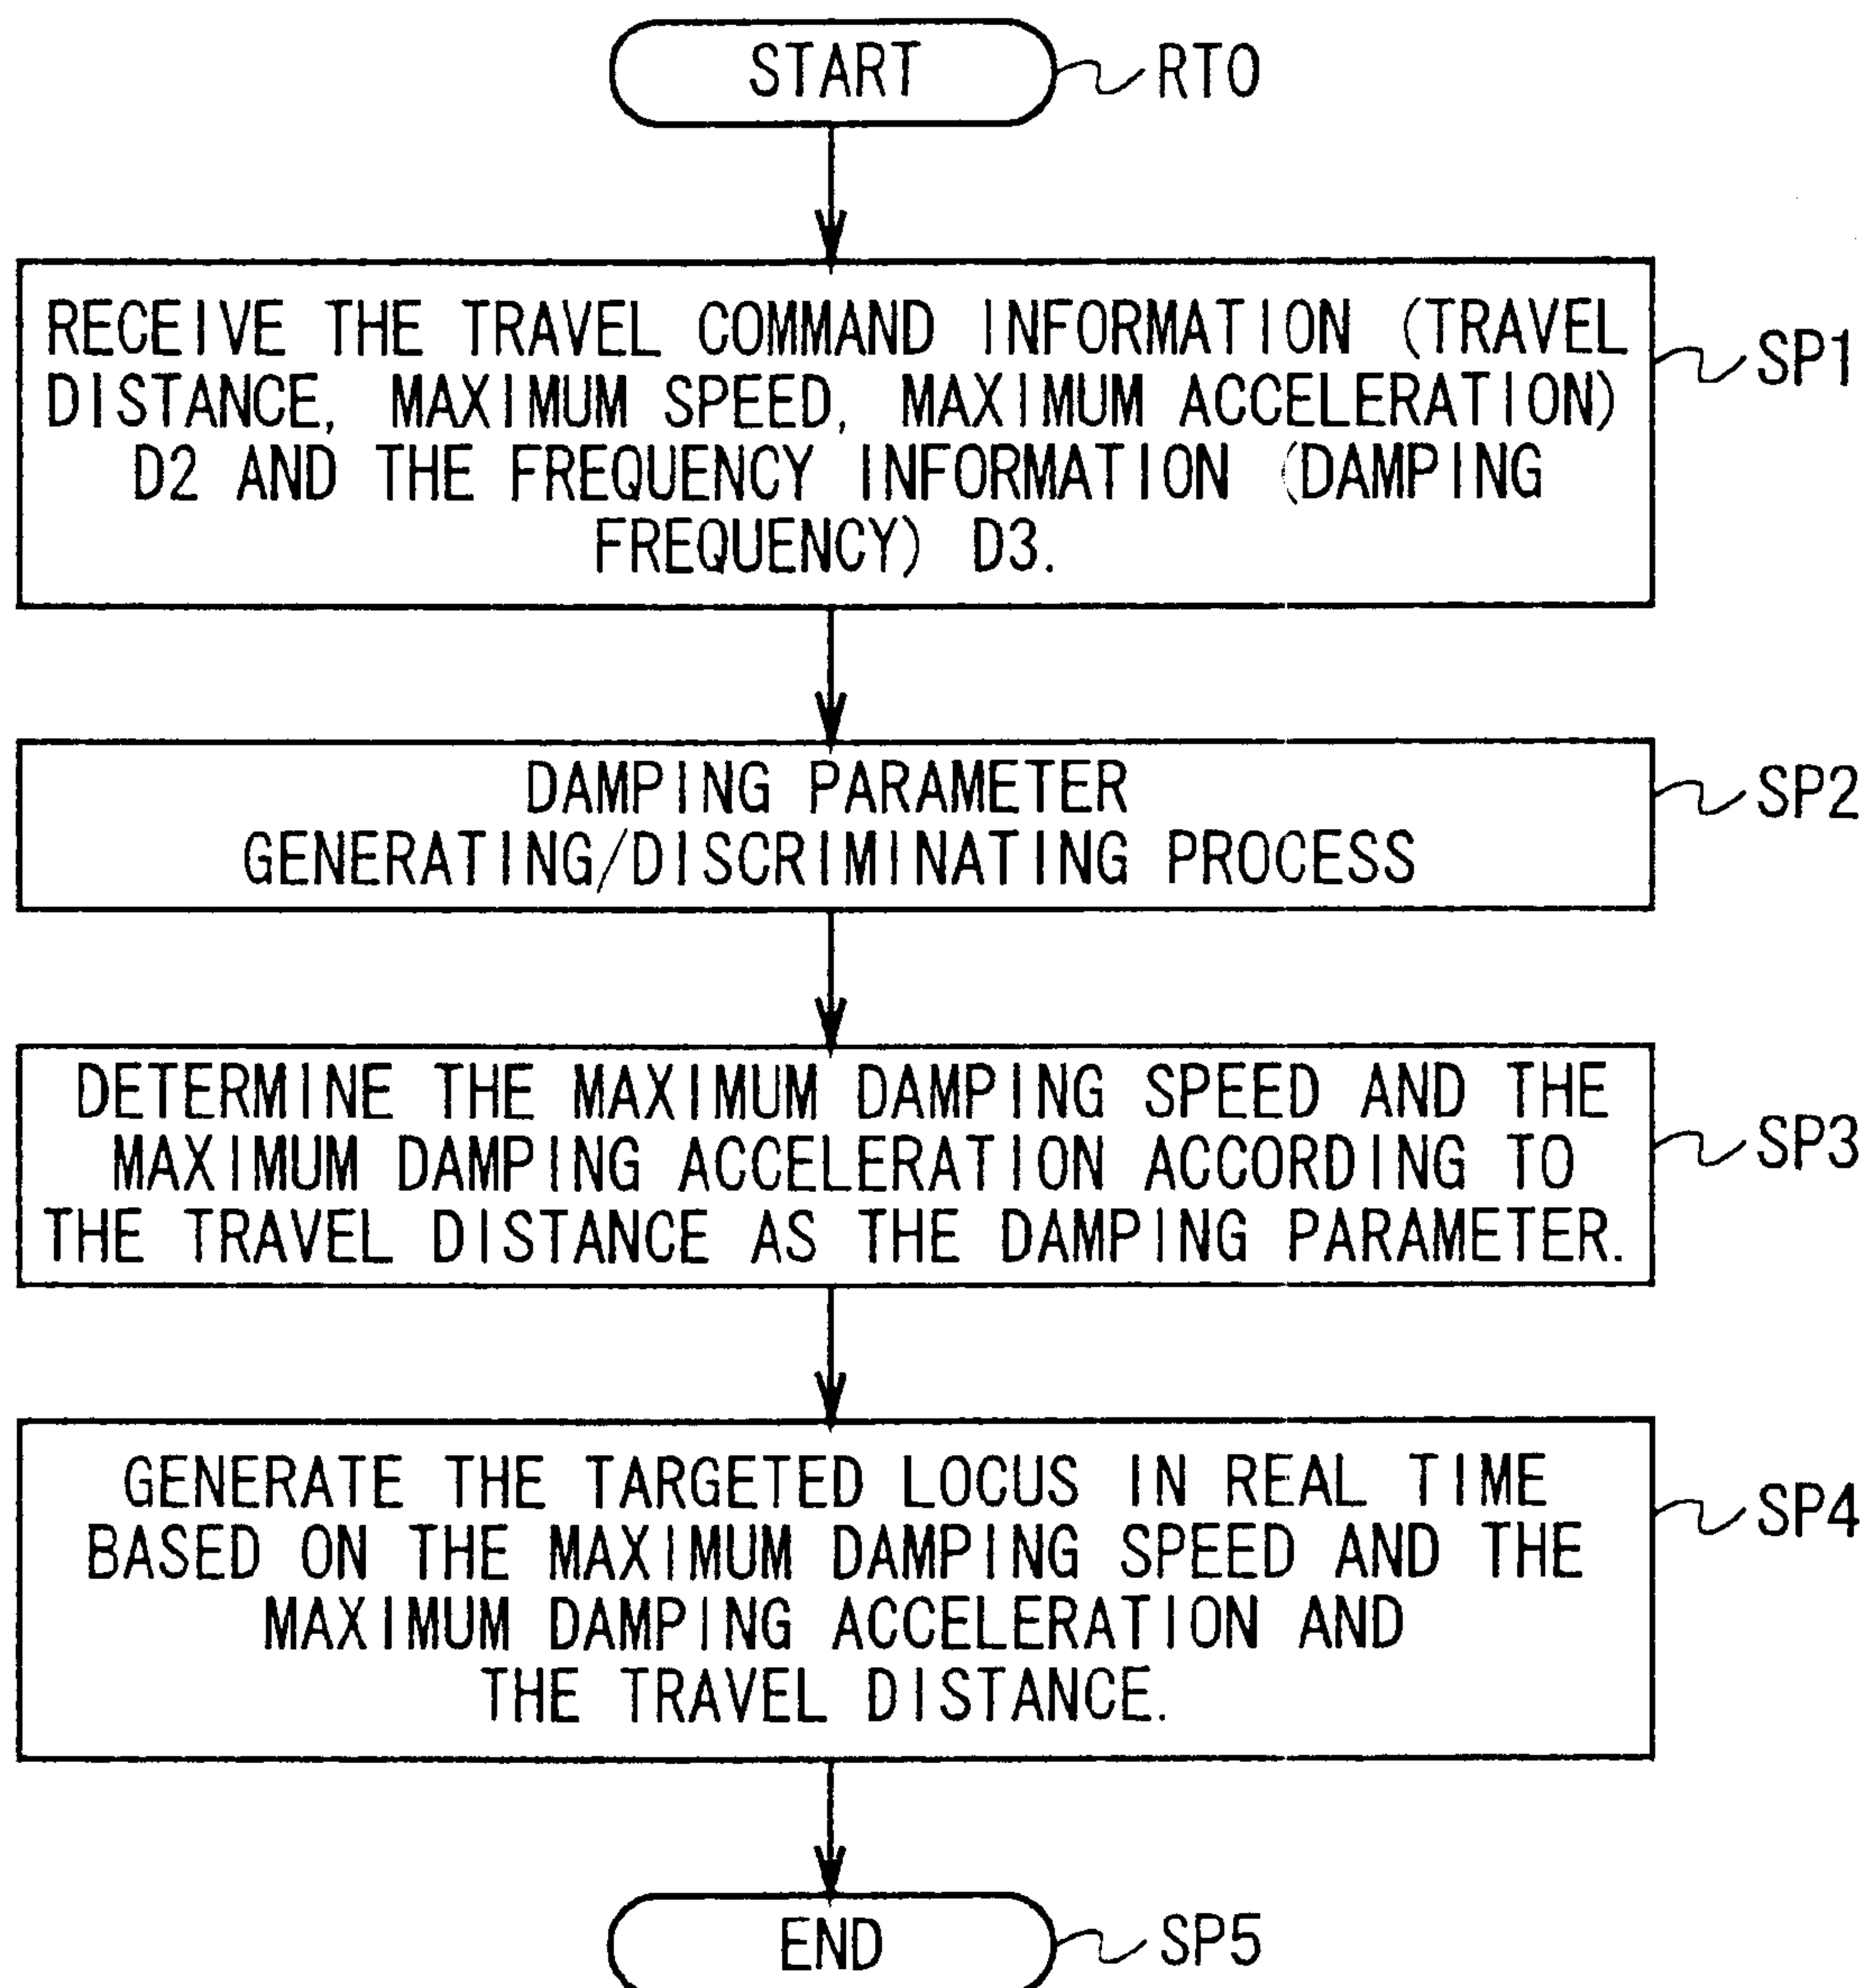 START RT0
RECEIVE THE TRAVEL COMMAND INFORMATION (TRAVEL
DISTANCE, MAXIMUM SPEED, MAXIMUM ACCELERATION)
D2 AND THE FREQUENCY INFORMATION (DAMPING
FREQUENCY) D3.
SP1
DAMPING PARAMETER
GENERATING/DISCRIMINATING PROCESS
SP2
DETERMINE THE MAXIMUM DAMPING SPEED AND THE
MAXIMUM DAMPING ACCELERATION ACCORDING TO
THE TRAVEL DISTANCE AS THE DAMPING PARAMETER.
SP3
GENERATE THE TARGETED LOCUS IN REAL TIME
BASED ON THE MAXIMUM DAMPING SPEED AND THE
MAXIMUM DAMPING ACCELERATION AND
THE TRAVEL DISTANCE.
SP4
END SP5